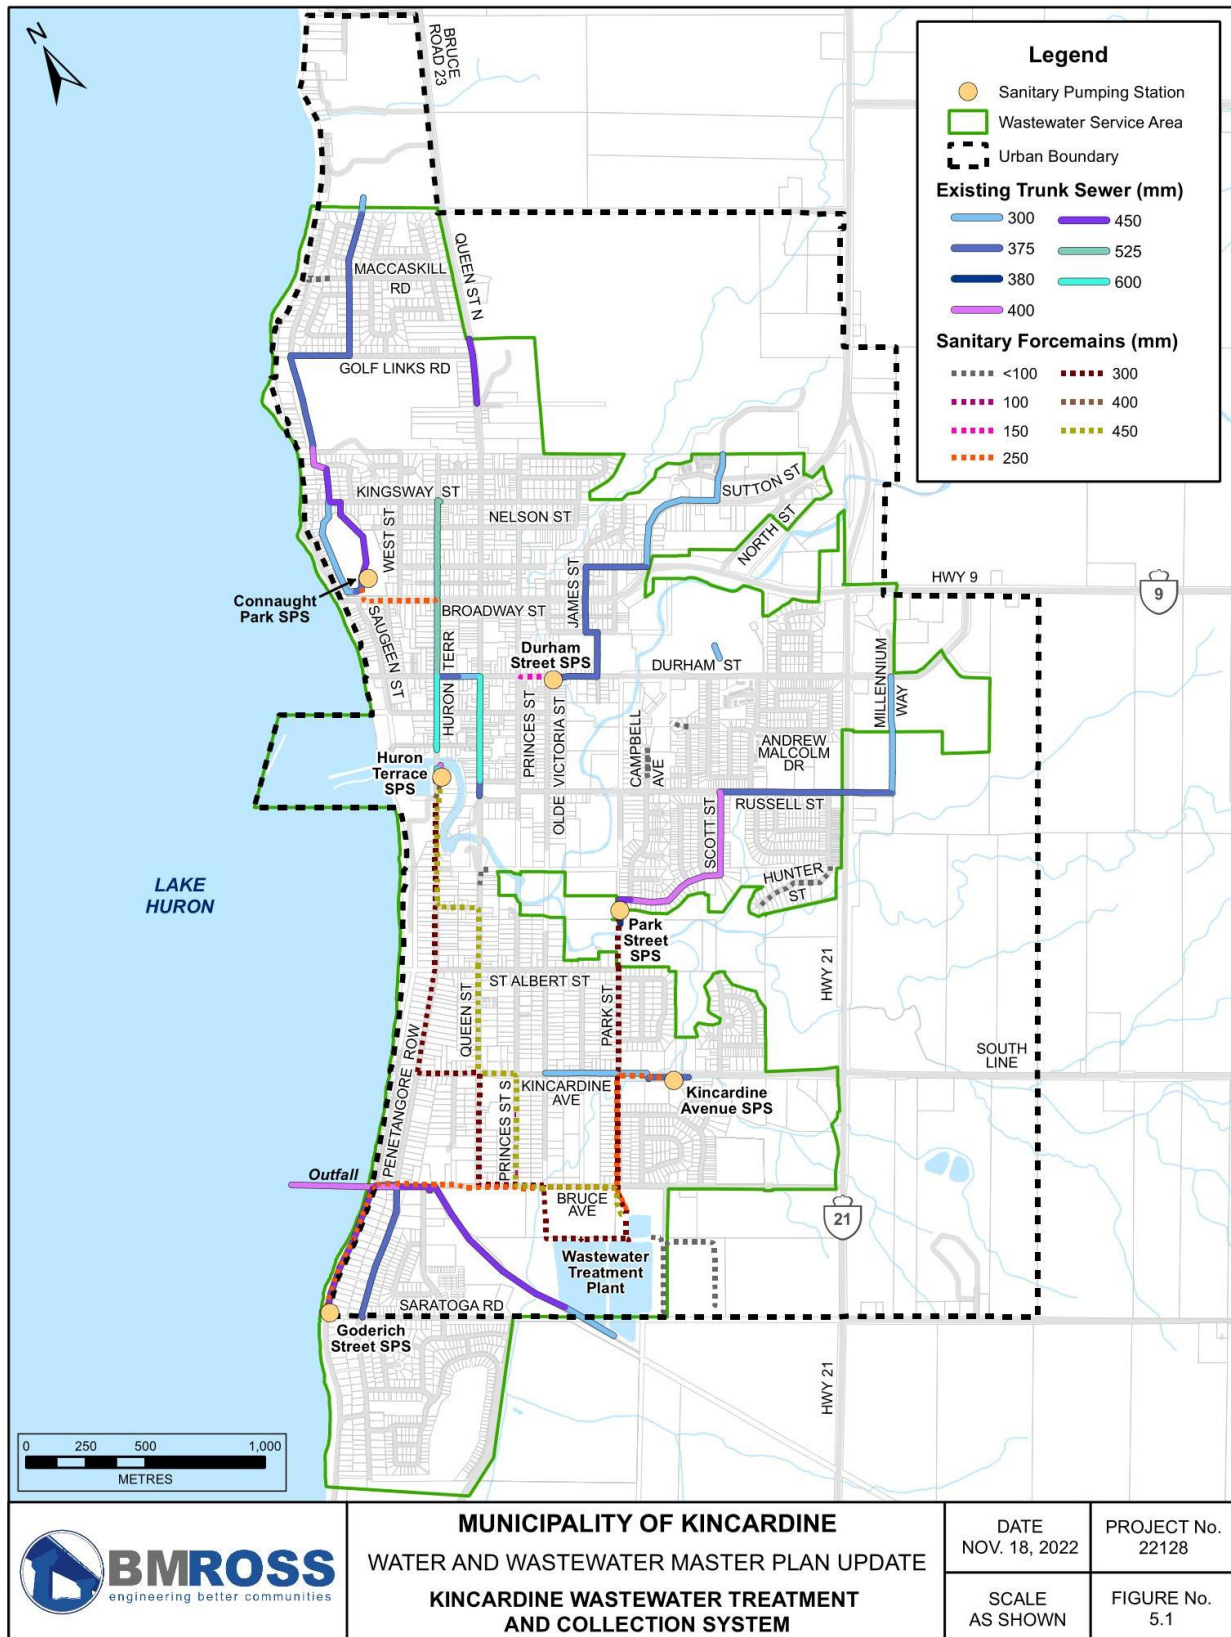 N
BRUCE
ROAD 23
Legend
Sanitary Pumping Station
Wastewater Service Area
Urban Boundary
Existing Trunk Sewer (mm)
300
450
375
525
380
600
400
Sanitary Forcemains (mm)
<100
300
100
400
150
450
250
MACCASKILL
RD
QUEEN ST N
GOLF LINKS RD
KINGSWAY ST
NELSON ST
SUTTON ST
NORTH ST
WEST ST
HWY 9
9
Connaught
Park SPS
BROADWAY ST
JAMES ST
SAUGEEN ST
HURON TERR
Durham
Street SPS
DURHAM ST
MILLENNIUM
WAY
PRINCES ST
OLDE VICTORIA ST
CAMPBELL
AVE
ANDREW
MALCOLM
DR
Huron
Terrace
SPS
RUSSELL ST
SCOTT ST
HUNTER
ST
LAKE
HURON
Park
Street
SPS
HWY 21
ST ALBERT ST
QUEEN ST
PARK ST
SOUTH
LINE
PENETANGORE ROW
KINCARDINE
AVE
Kincardine
Avenue SPS
PRINCES ST S
Outfall
BRUCE
AVE
21
Wastewater
Treatment
Plant
SARATOGA RD
Goderich
Street SPS
HWY 21
0 250 500 1,000
METRES
BMROSS
engineering better communities
MUNICIPALITY OF KINCARDINE
WATER AND WASTEWATER MASTER PLAN UPDATE
KINCARDINE WASTEWATER TREATMENT
AND COLLECTION SYSTEM
DATE
NOV. 18, 2022
PROJECT No.
22128
SCALE
AS SHOWN
FIGURE No.
5.1